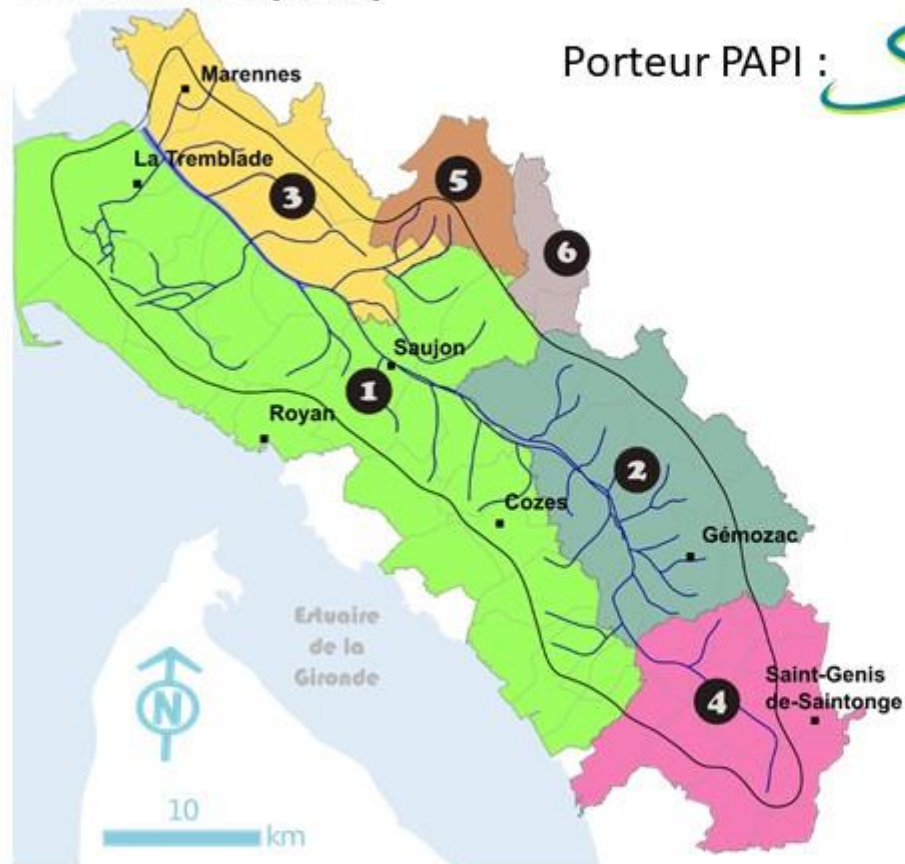 Porteur PAPI :
Marennes
La Tremblade
3
5
6
Saujon
1
Royan
2
Cozes
Gémozac
Estuaire
de la
Gironde
Saint-Genis
de-Saintonge
4
N
10
km